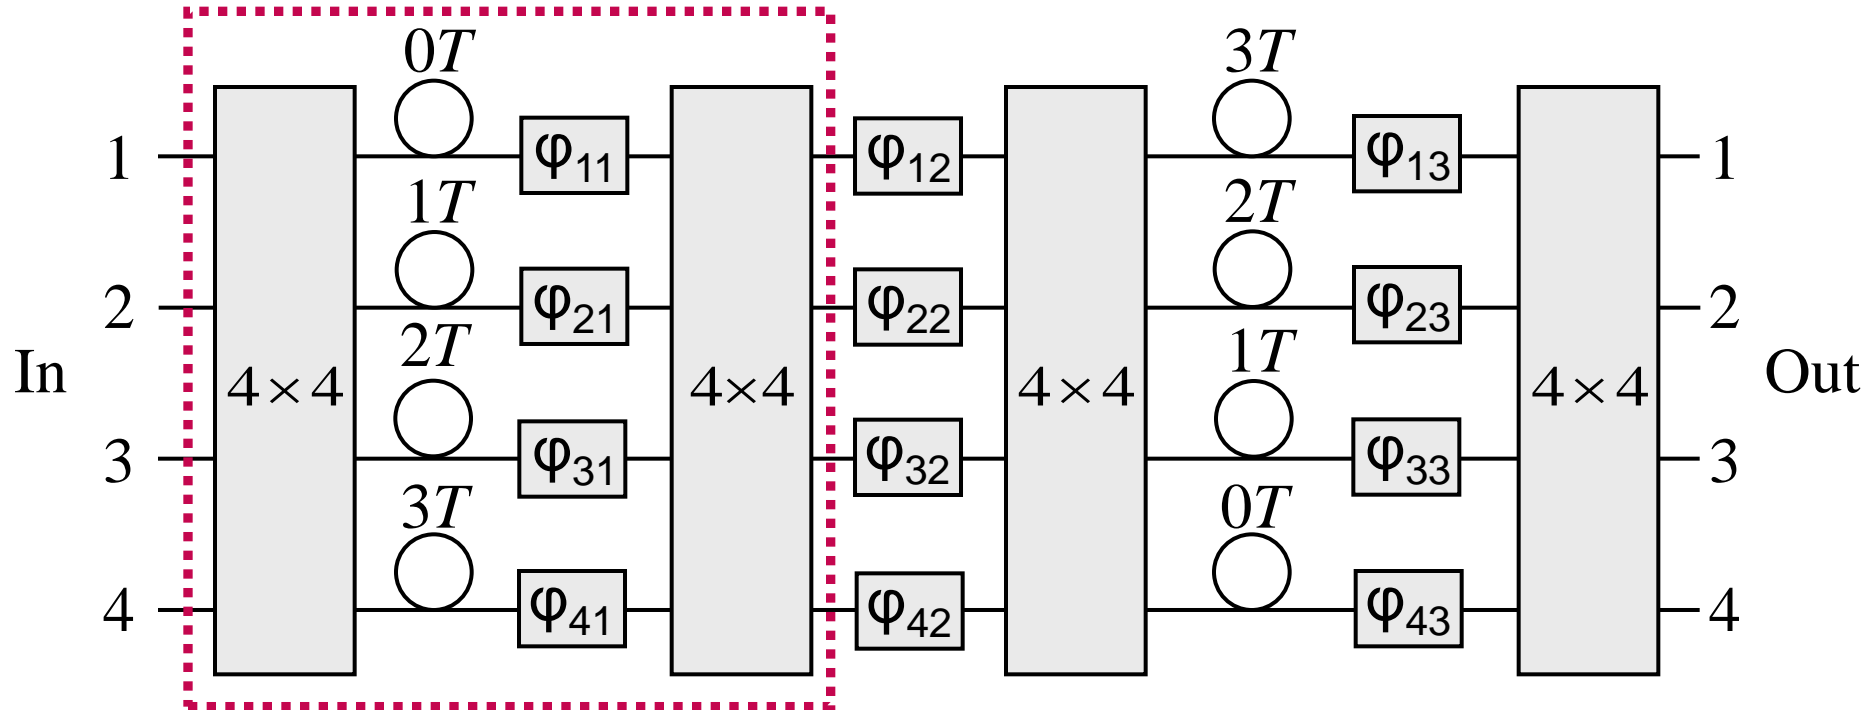 0T 3T
1 φ11 φ12 φ13 1
1T 2T
2 φ21 φ22 φ23 2
2T 1T
In 4×4 4×4 4×4 4×4 Out
3 φ31 φ32 φ33 3
3T 0T
4 φ41 φ42 φ43 4